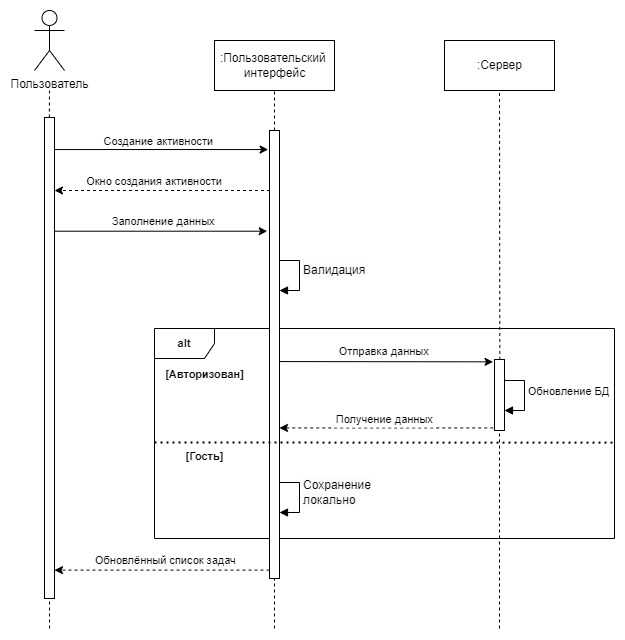 Пользователь
:Пользовательский
интерфейс
:Сервер
Создание активности
Окно создания активности
Заполнение данных
Валидация
alt
[Авторизован]
Отправка данных
Обновление БД
Получение данных
[Гость]
Сохранение
локально
Обновлённый список задач